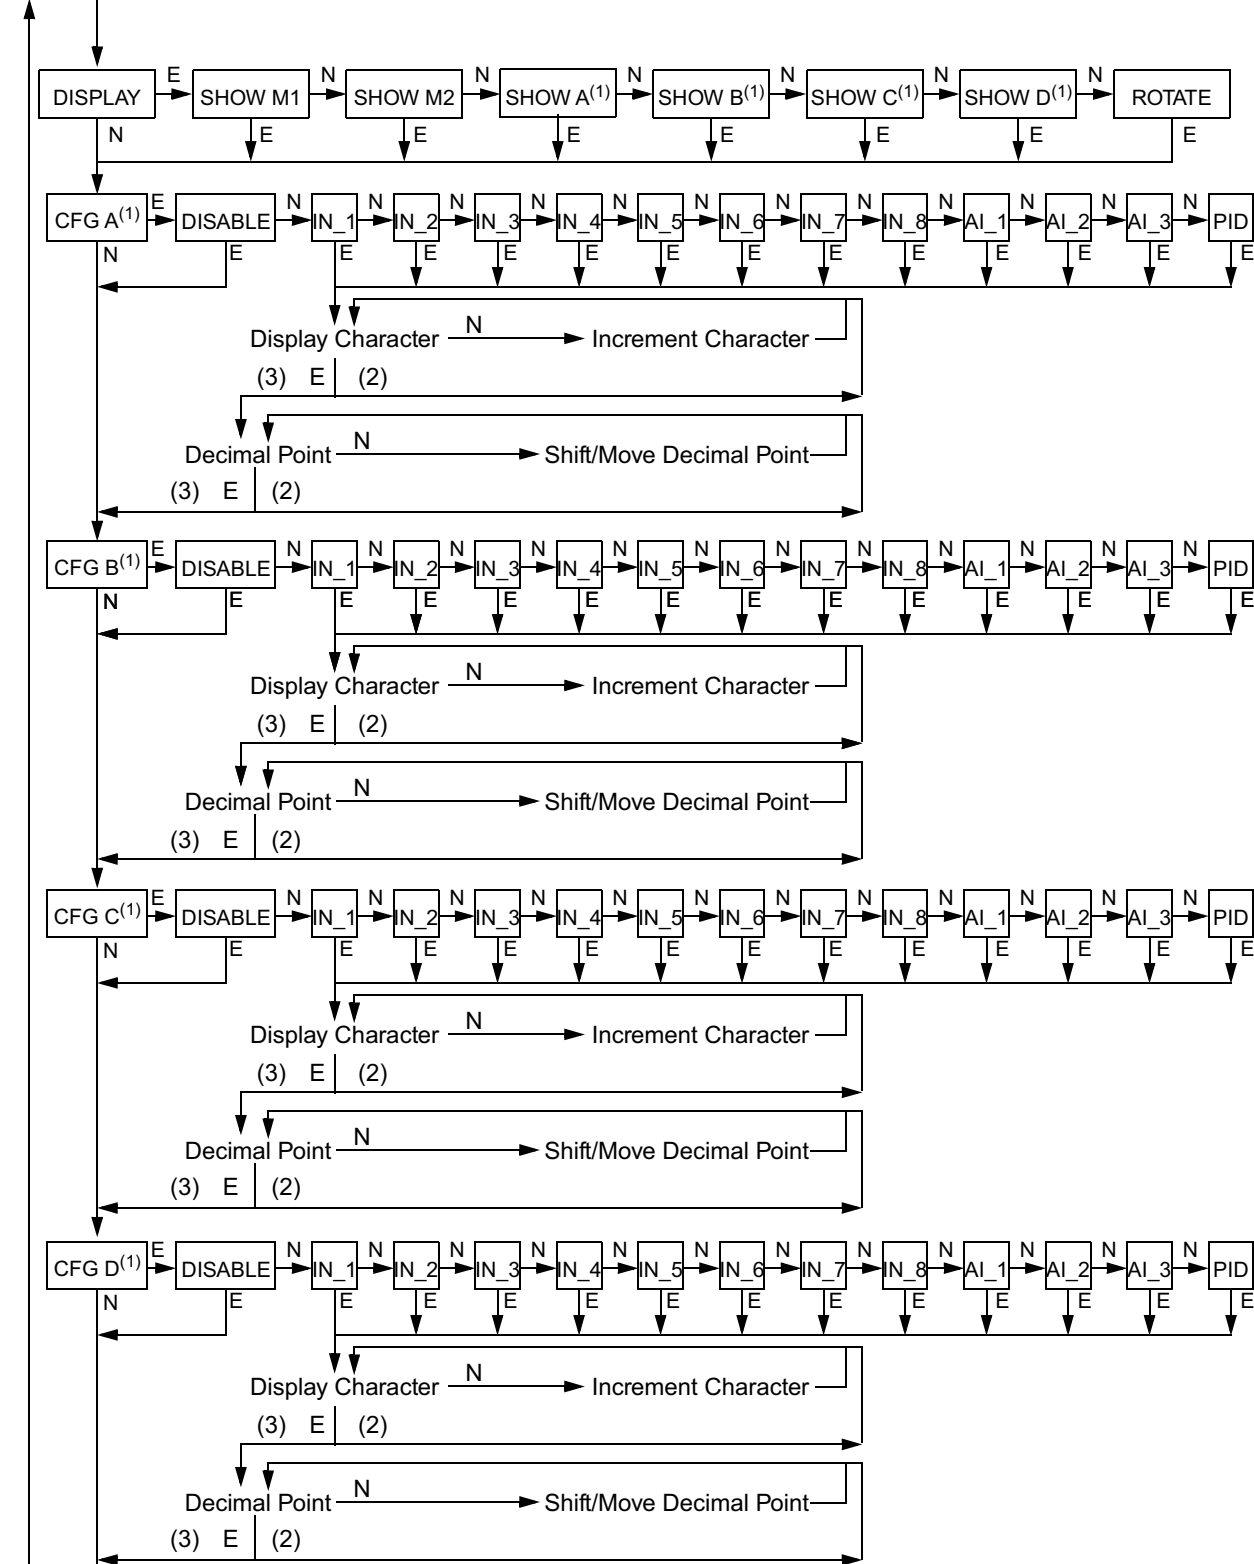 E N N N N N N
DISPLAY SHOW M1 SHOW M2 SHOW A(1) SHOW B(1) SHOW C(1) SHOW D(1) ROTATE
N E E E E E E E
E N N N N N N N N N N N N
CFG A(1) DISABLE IN_1 IN_2 IN_3 IN_4 IN_5 IN_6 IN_7 IN_8 AI_1 AI_2 AI_3 PID
N E E E E E E E E E E E E E
Display Character N Increment Character
(3) E (2)
Decimal Point N Shift/Move Decimal Point
(3) E (2)
E N N N N N N N N N N N N
CFG B(1) DISABLE IN_1 IN_2 IN_3 IN_4 IN_5 IN_6 IN_7 IN_8 AI_1 AI_2 AI_3 PID
N E E E E E E E E E E E E E
Display Character N Increment Character
(3) E (2)
Decimal Point N Shift/Move Decimal Point
(3) E (2)
E N N N N N N N N N N N N
CFG C(1) DISABLE IN_1 IN_2 IN_3 IN_4 IN_5 IN_6 IN_7 IN_8 AI_1 AI_2 AI_3 PID
N E E E E E E E E E E E E E
Display Character N Increment Character
(3) E (2)
Decimal Point N Shift/Move Decimal Point
(3) E (2)
E N N N N N N N N N N N N
CFG D(1) DISABLE IN_1 IN_2 IN_3 IN_4 IN_5 IN_6 IN_7 IN_8 AI_1 AI_2 AI_3 PID
N E E E E E E E E E E E E E
Display Character N Increment Character
(3) E (2)
Decimal Point N Shift/Move Decimal Point
(3) E (2)